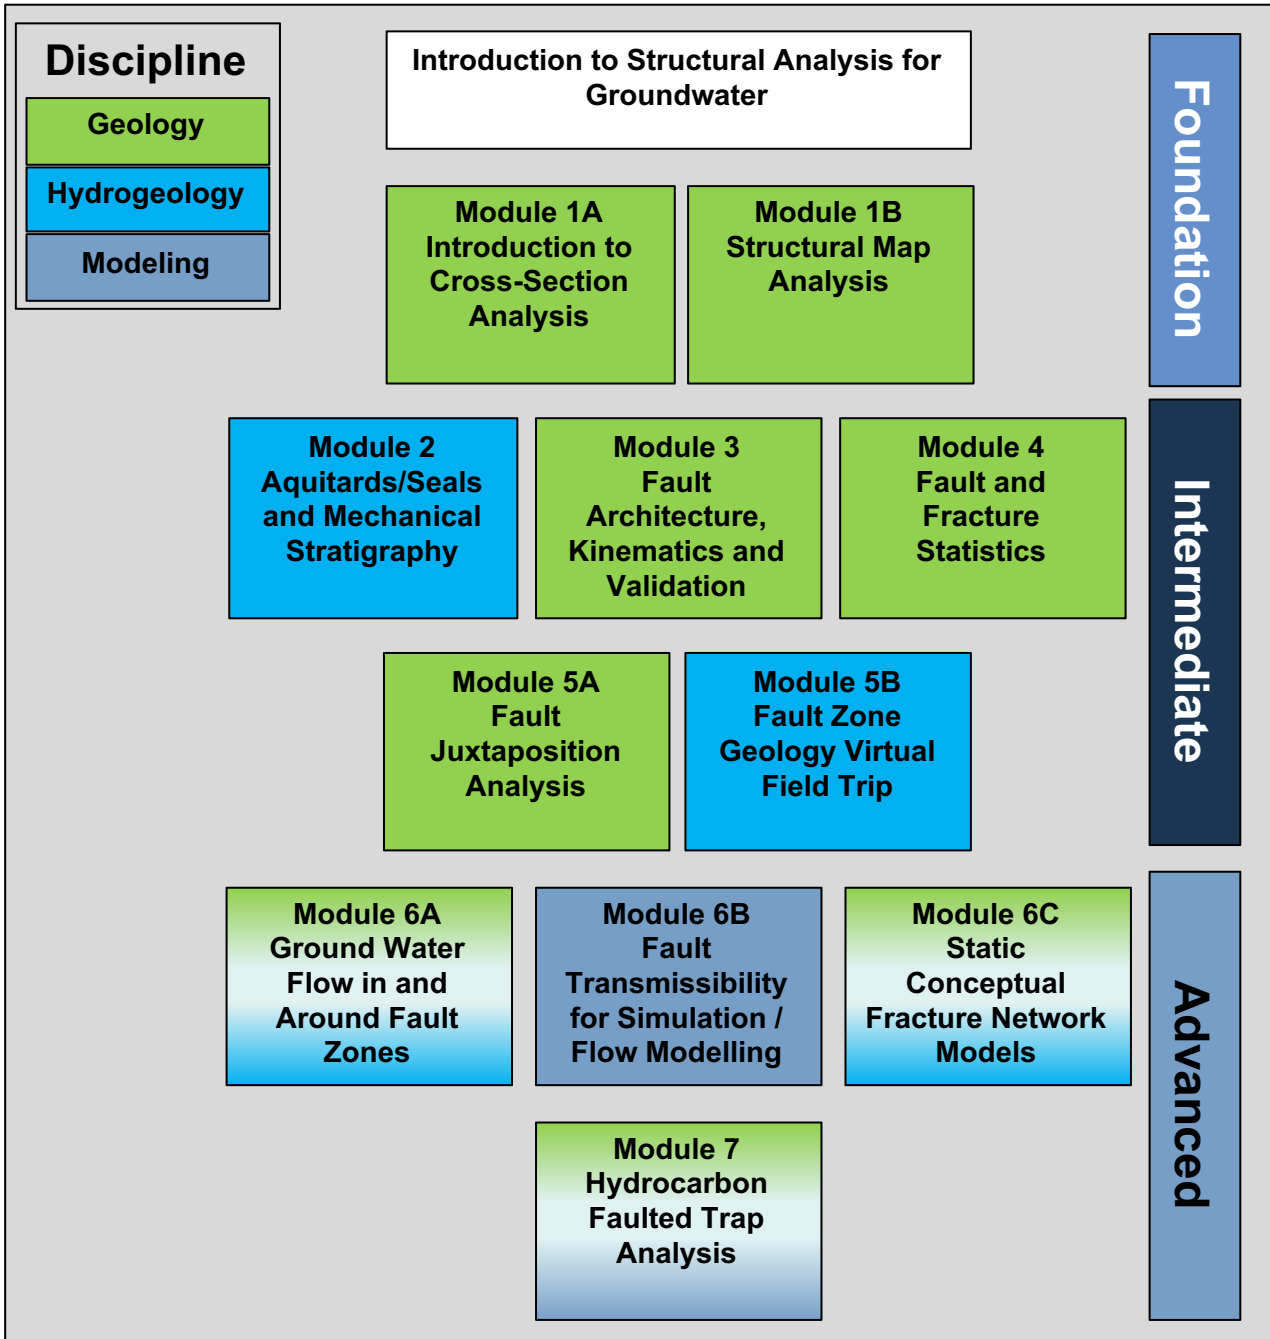 Discipline
Geology
Hydrogeology
Modeling
Introduction to Structural Analysis for
Groundwater
Foundation
Module 1A
Introduction to
Cross-Section
Analysis
Module 1B
Structural Map
Analysis
Module 2
Aquitards/Seals
and Mechanical
Stratigraphy
Module 3
Fault
Architecture,
Kinematics and
Validation
Module 4
Fault and
Fracture
Statistics
Intermediate
Module 5A
Fault
Juxtaposition
Analysis
Module 5B
Fault Zone
Geology Virtual
Field Trip
Module 6A
Ground Water
Flow in and
Around Fault
Zones
Module 6B
Fault
Transmissibility
for Simulation /
Flow Modelling
Module 6C
Static
Conceptual
Fracture Network
Models
Advanced
Module 7
Hydrocarbon
Faulted Trap
Analysis